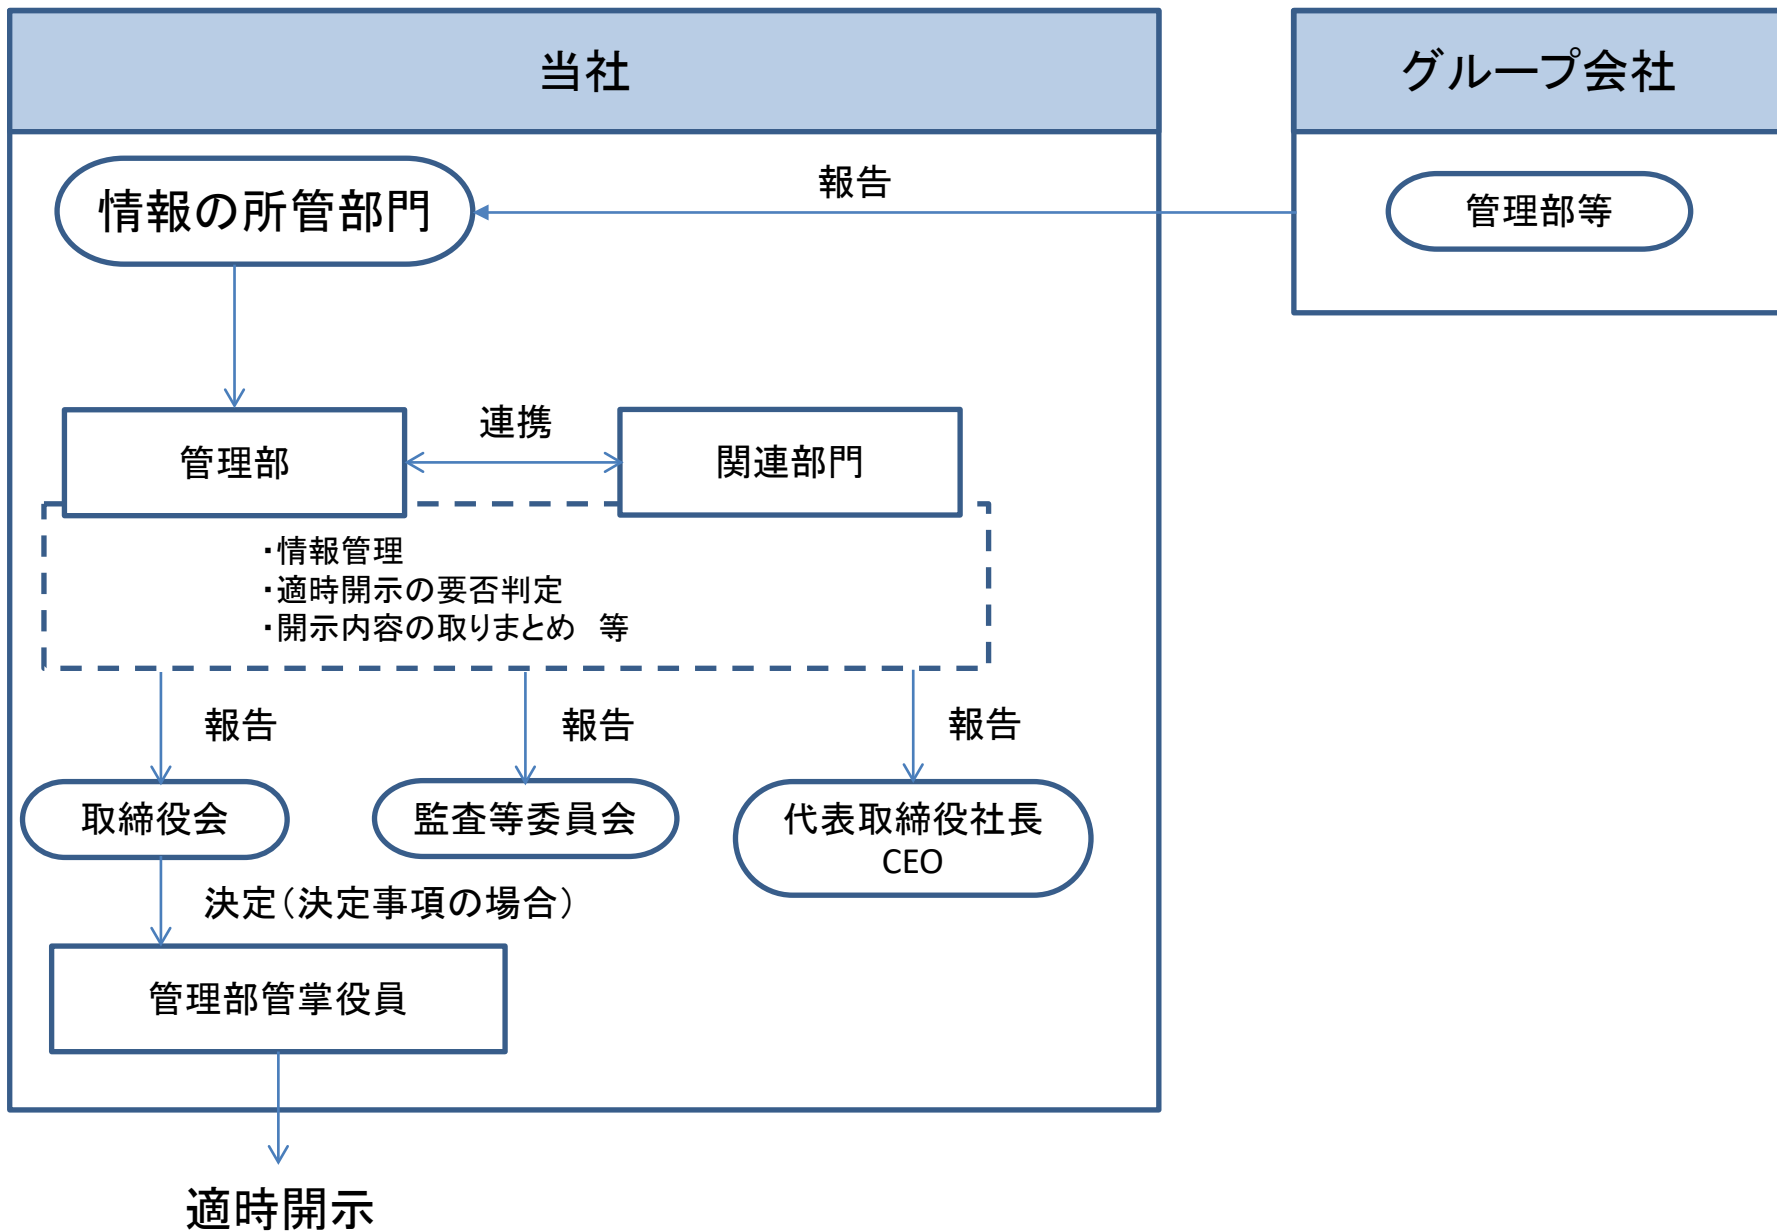 当社
グループ会社
情報の所管部門
報告
管理部等
管理部
連携
関連部門
・情報管理
・適時開示の要否判定
・開示内容の取りまとめ　等
報告
報告
報告
取締役会
監査等委員会
代表取締役社長
CEO
決定(決定事項の場合)
管理部管掌役員
適時開示